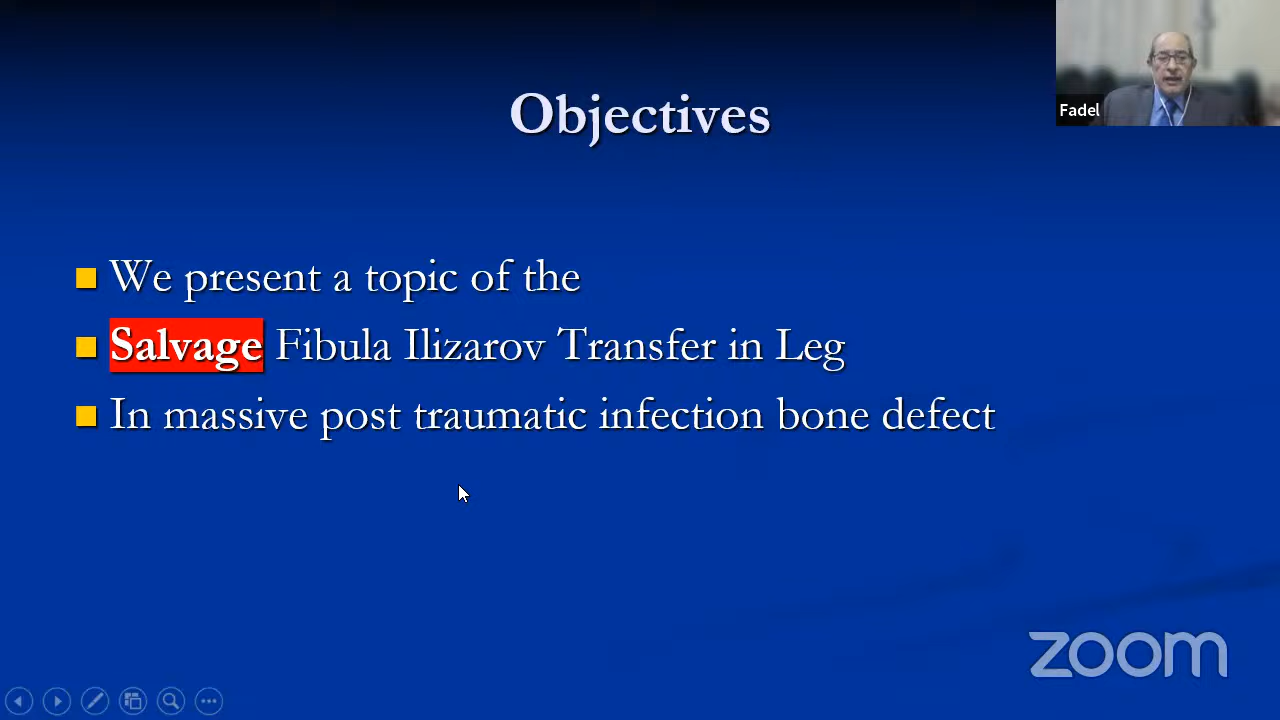 Objectives
Fadel
We present a topic of the
Salvage Fibula Ilizarov Transfer in Leg
In massive post traumatic infection bone defect
zoom